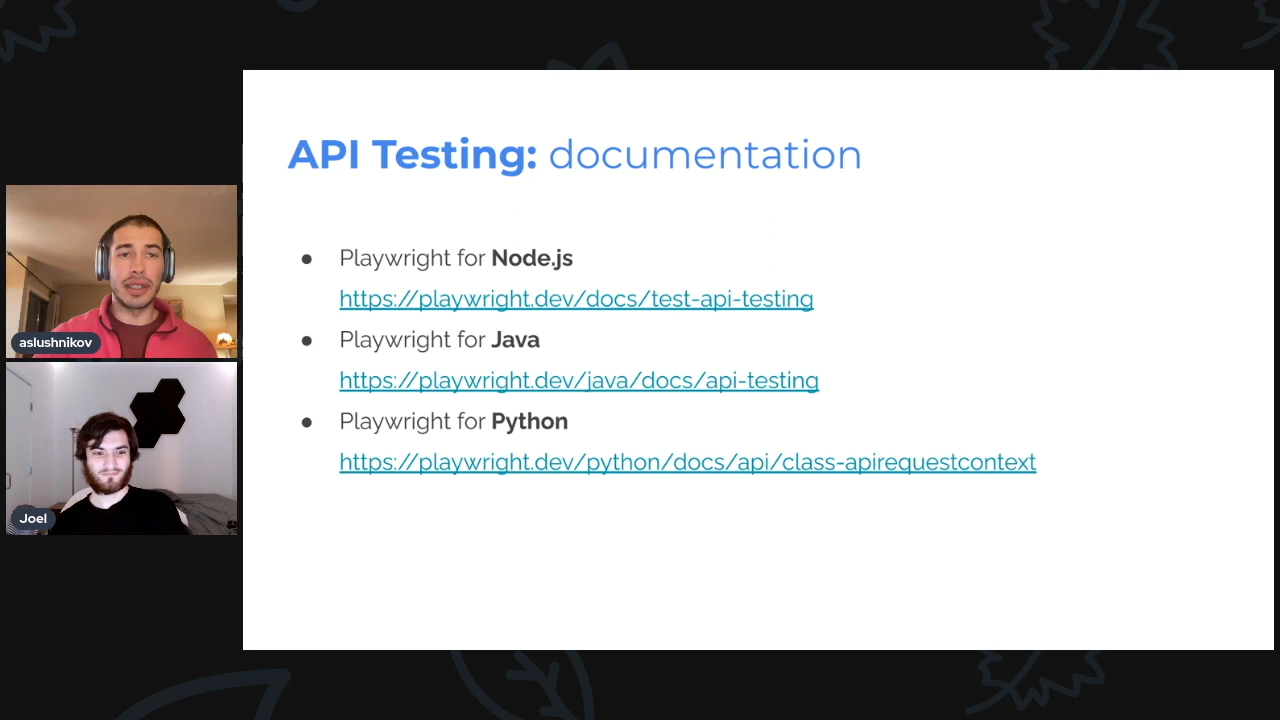 API Testing: documentation
● Playwright for Node.js
https://playwright.dev/docs/test-api-testing
● Playwright for Java
https://playwright.dev/java/docs/api-testing
● Playwright for Python
https://playwright.dev/python/docs/api/class-apirequestcontext
aslushnikov
Joel